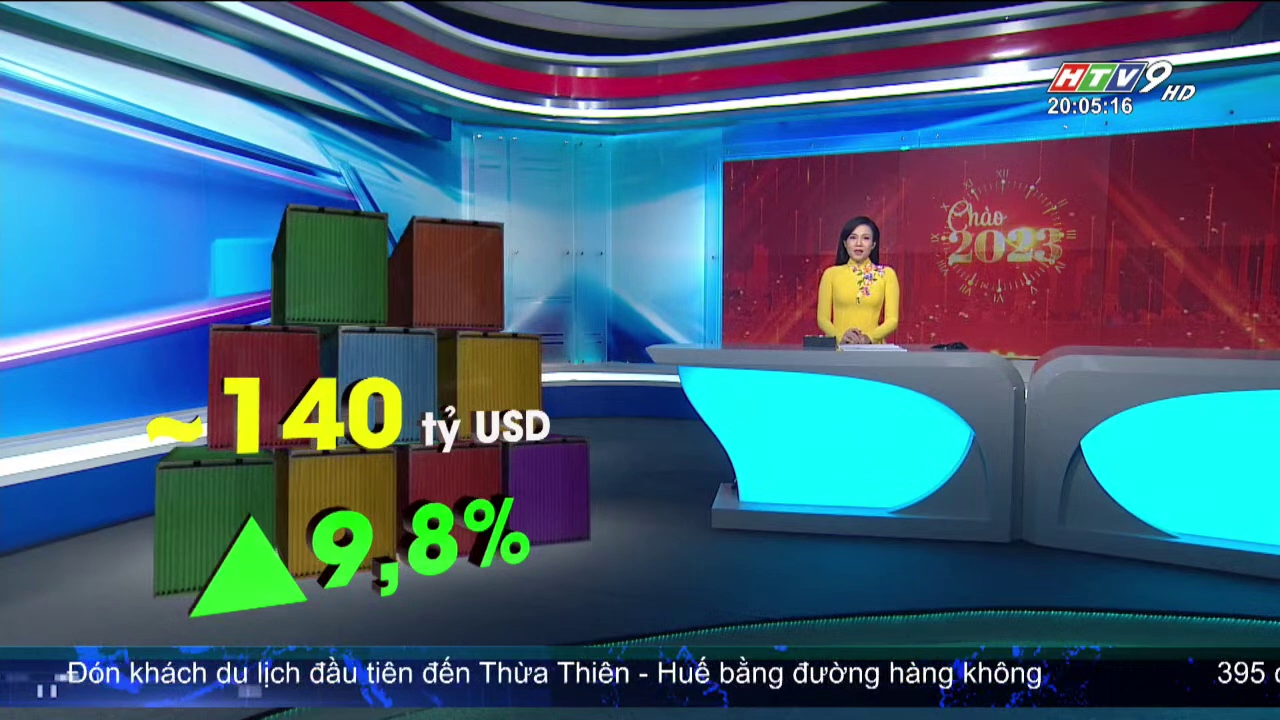 HTV9 HD
20:05:16
Chào
2023
~140 tỷ USD
▲9,8%
Đón khách du lịch đầu tiên đến Thừa Thiên - Huế bằng đường hàng không
395